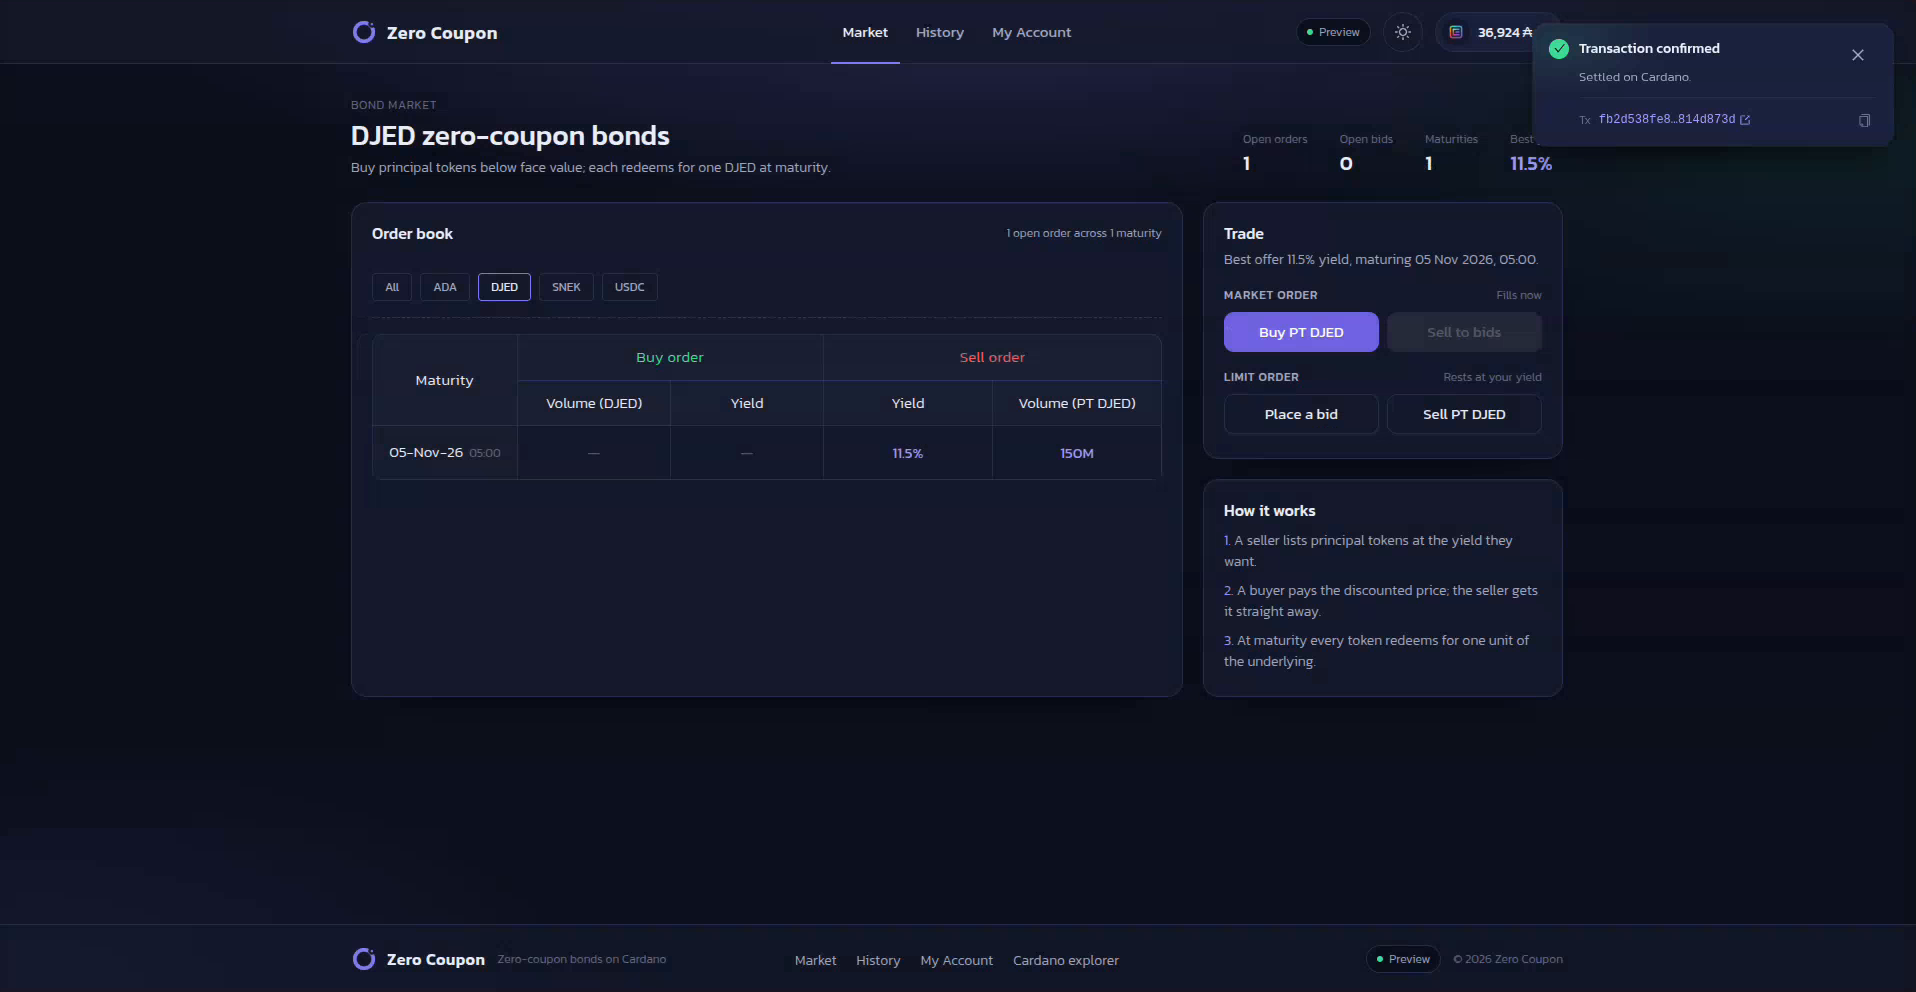 Zero Coupon
Market
History
My Account
Preview
36,924 ₳
Transaction confirmed
Settled on Cardano.
Tx fb2d538fe8…814d873d
BOND MARKET
DJED zero-coupon bonds
Buy principal tokens below face value; each redeems for one DJED at maturity.
Open orders
1
Open bids
0
Maturities
1
Best
11.5%
Order book
1 open order across 1 maturity
All
ADA
DJED
SNEK
USDC
Maturity
Buy order
Sell order
Volume (DJED)
Yield
Yield
Volume (PT DJED)
05-Nov-26 05:00
—
—
11.5%
150M
Trade
Best offer 11.5% yield, maturing 05 Nov 2026, 05:00.
MARKET ORDER
Fills now
Buy PT DJED
Sell to bids
LIMIT ORDER
Rests at your yield
Place a bid
Sell PT DJED
How it works
1. A seller lists principal tokens at the yield they
want.
2. A buyer pays the discounted price; the seller gets
it straight away.
3. At maturity every token redeems for one unit of
the underlying.
Zero Coupon
Zero-coupon bonds on Cardano
Market
History
My Account
Cardano explorer
Preview
© 2026 Zero Coupon